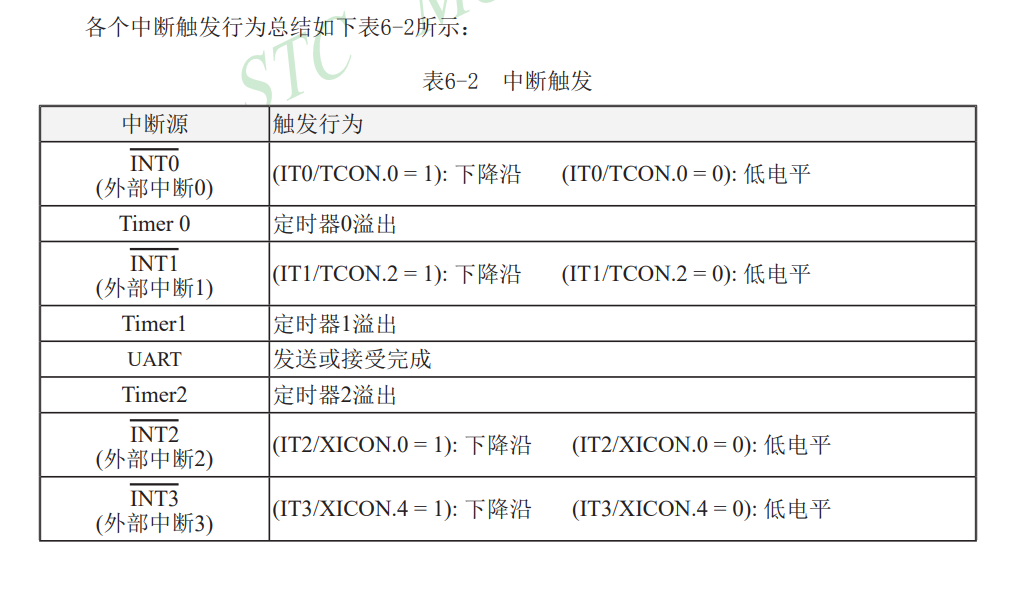 各个中断触发行为总结如下表6-2所示：
STC
表6-2 中断触发
中断源 触发行为
INT0
(外部中断0)
(IT0/TCON.0 = 1): 下降沿 (IT0/TCON.0 = 0): 低电平
Timer 0 定时器0溢出
INT1
(外部中断1)
(IT1/TCON.2 = 1): 下降沿 (IT1/TCON.2 = 0): 低电平
Timer1 定时器1溢出
UART 发送或接受完成
Timer2 定时器2溢出
INT2
(外部中断2)
(IT2/XICON.0 = 1): 下降沿 (IT2/XICON.0 = 0): 低电平
INT3
(外部中断3)
(IT3/XICON.4 = 1): 下降沿 (IT3/XICON.4 = 0): 低电平